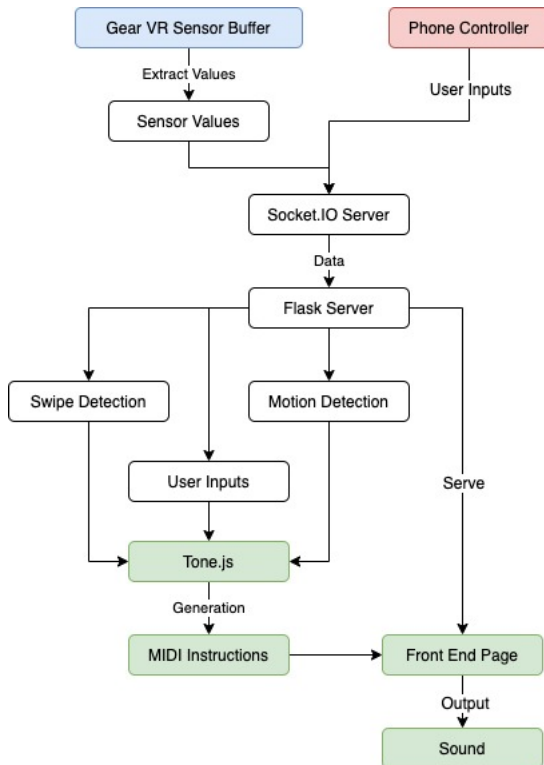 Gear VR Sensor Buffer
Phone Controller
Extract Values
User Inputs
Sensor Values
Socket.IO Server
Data
Flask Server
Swipe Detection
Motion Detection
User Inputs
Serve
Tone.js
Generation
MIDI Instructions
Front End Page
Output
Sound